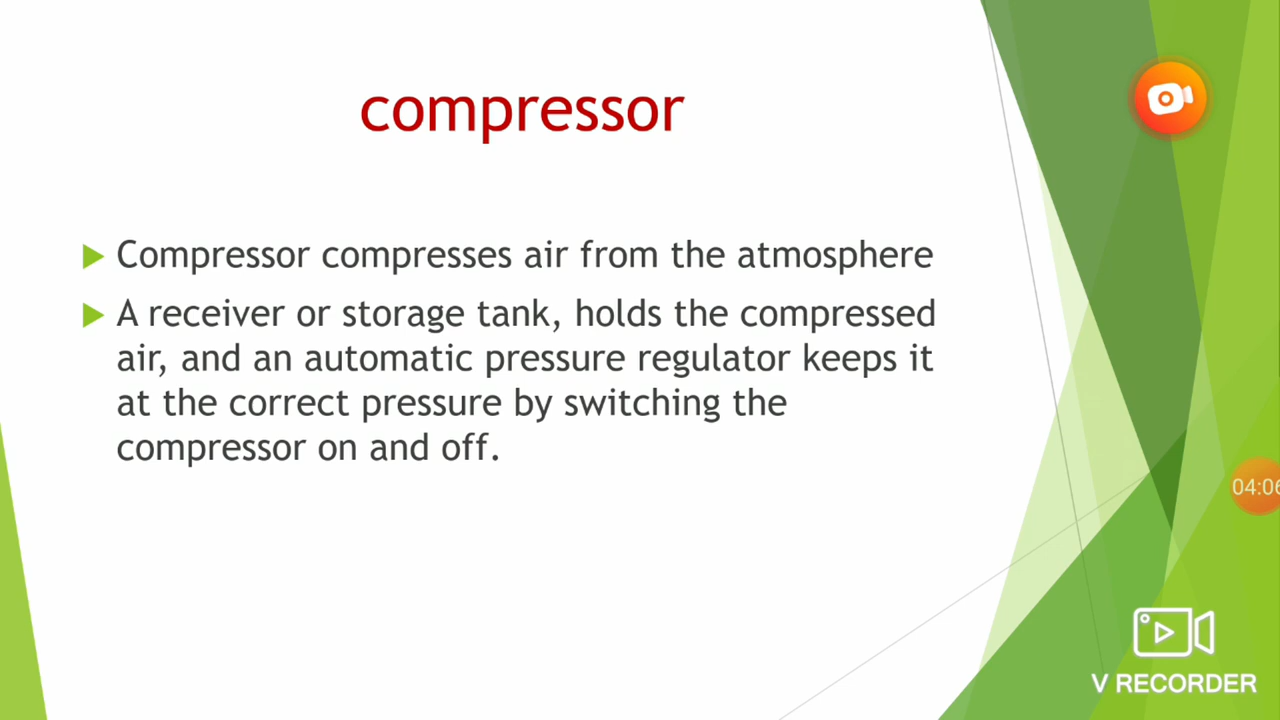 compressor
Compressor compresses air from the atmosphere
A receiver or storage tank, holds the compressed
air, and an automatic pressure regulator keeps it
at the correct pressure by switching the
compressor on and off.
04:06
V RECORDER